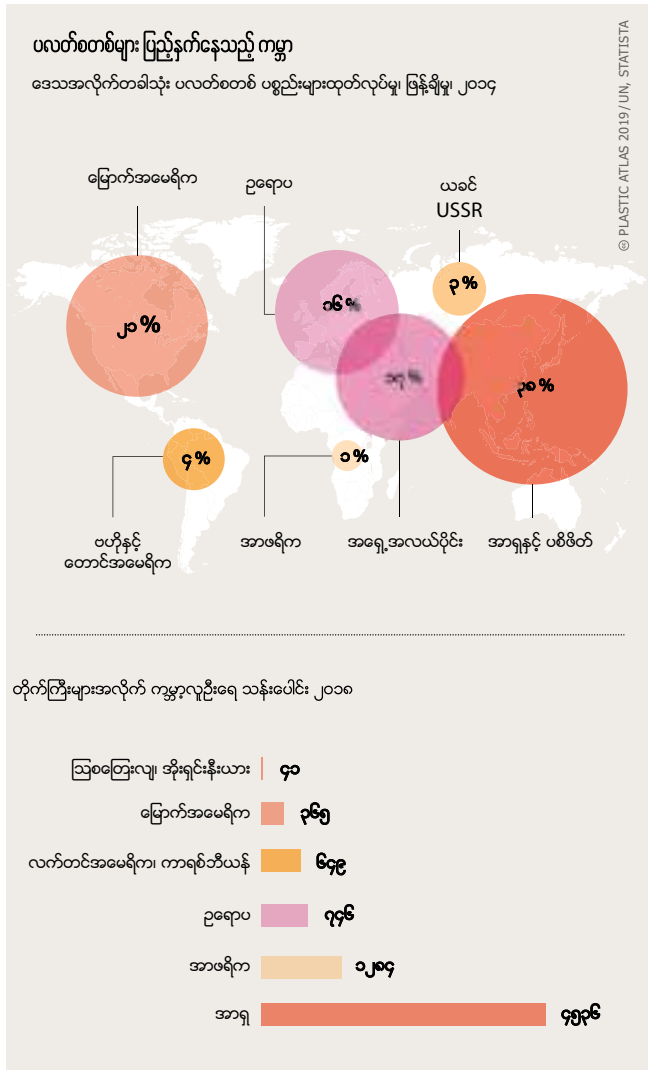 ပလတ်စတစ်များ ပြည့်နှက်နေသည့် ကမ္ဘာ
ဒေသအလိုက်တခါသုံး ပလတ်စတစ် ပစ္စည်းများထုတ်လုပ်မှု၊ ဖြန့်ချိမှု၊ ၂၀၁၄
© PLASTIC ATLAS 2019 / UN, STATISTA
မြောက်အမေရိက
ဥရောပ
ယခင်
USSR
၂၁ %
၁၆ %
၃ %
၁၇ %
၃၈ %
၄ %
၁ %
ဗဟိုနှင့်
တောင်အမေရိက
အာဖရိက
အရှေ့အလယ်ပိုင်း
အာရှနှင့် ပစိဖိတ်
တိုက်ကြီးများအလိုက် ကမ္ဘာ့လူဦးရေ သန်းပေါင်း ၂၀၁၈
သြစတြေးလျ၊ အိုးရှင်းနီးယား ၄၁
မြောက်အမေရိက ၃၆၅
လက်တင်အမေရိက၊ ကာရစ်ဘီယန် ၆၄၉
ဥရောပ ၇၄၆
အာဖရိက ၁၂၈၄
အာရှ ၄၅၃၆